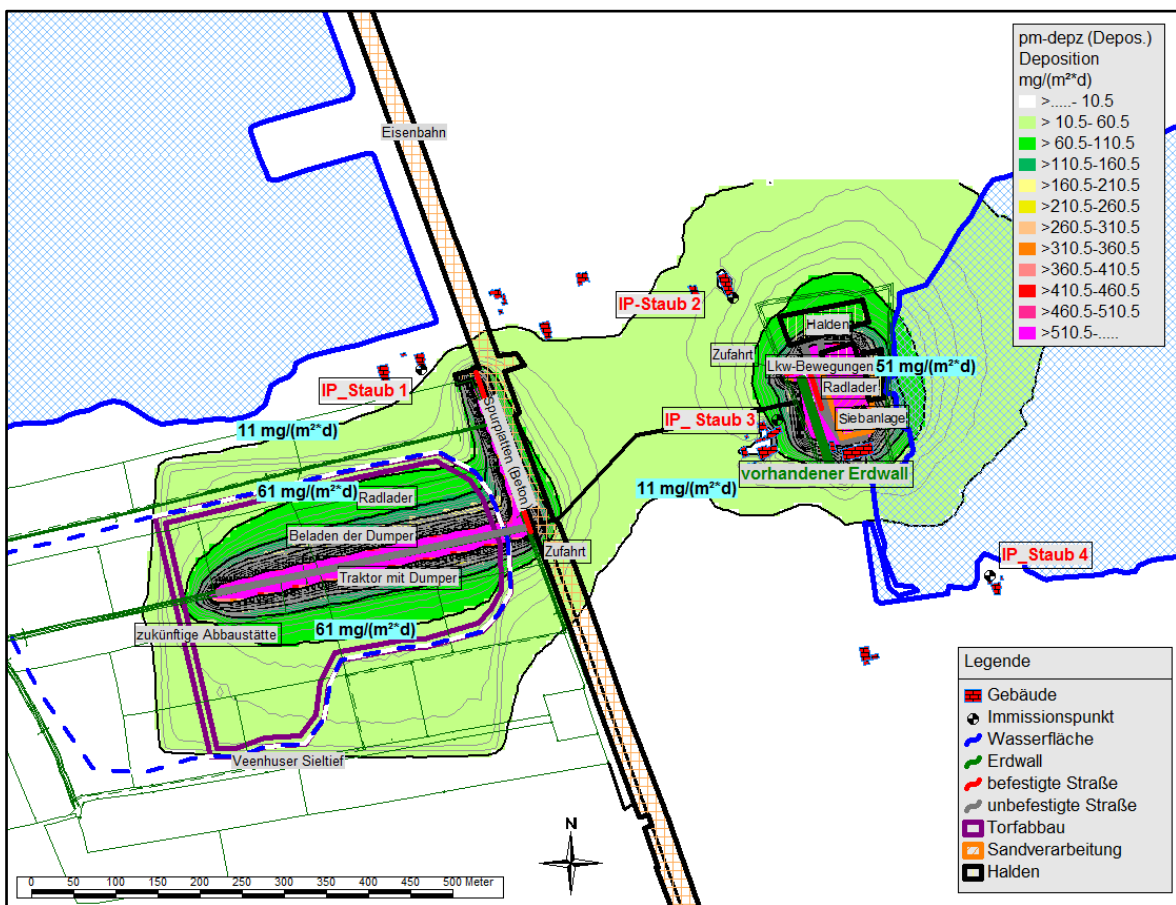 pm-depz (Depos.)
Deposition
mg/(m²*d)
>.....- 10.5
> 10.5- 60.5
> 60.5-110.5
>110.5-160.5
>160.5-210.5
>210.5-260.5
>260.5-310.5
>310.5-360.5
>360.5-410.5
>410.5-460.5
>460.5-510.5
>510.5-.....
Eisenbahn
IP-Staub 2
Halden
Zufahrt
Lkw-Bewegungen
51 mg/(m²*d)
Radlader
IP_Staub 1
Spurplatten (Beton)
IP_ Staub 3
Siebanlage
11 mg/(m²*d)
vorhandener Erdwall
61 mg/(m²*d)
Radlader
11 mg/(m²*d)
Beladen der Dumper
Zufahrt
IP_Staub 4
Traktor mit Dumper
zukünftige Abbaustätte
61 mg/(m²*d)
Veenhuser Sieltief
Legende
Gebäude
Immissionspunkt
Wasserfläche
Erdwall
befestigte Straße
unbefestigte Straße
Torfabbau
Sandverarbeitung
Halden
N
0 50 100 150 200 250 300 350 400 450 500 Meter